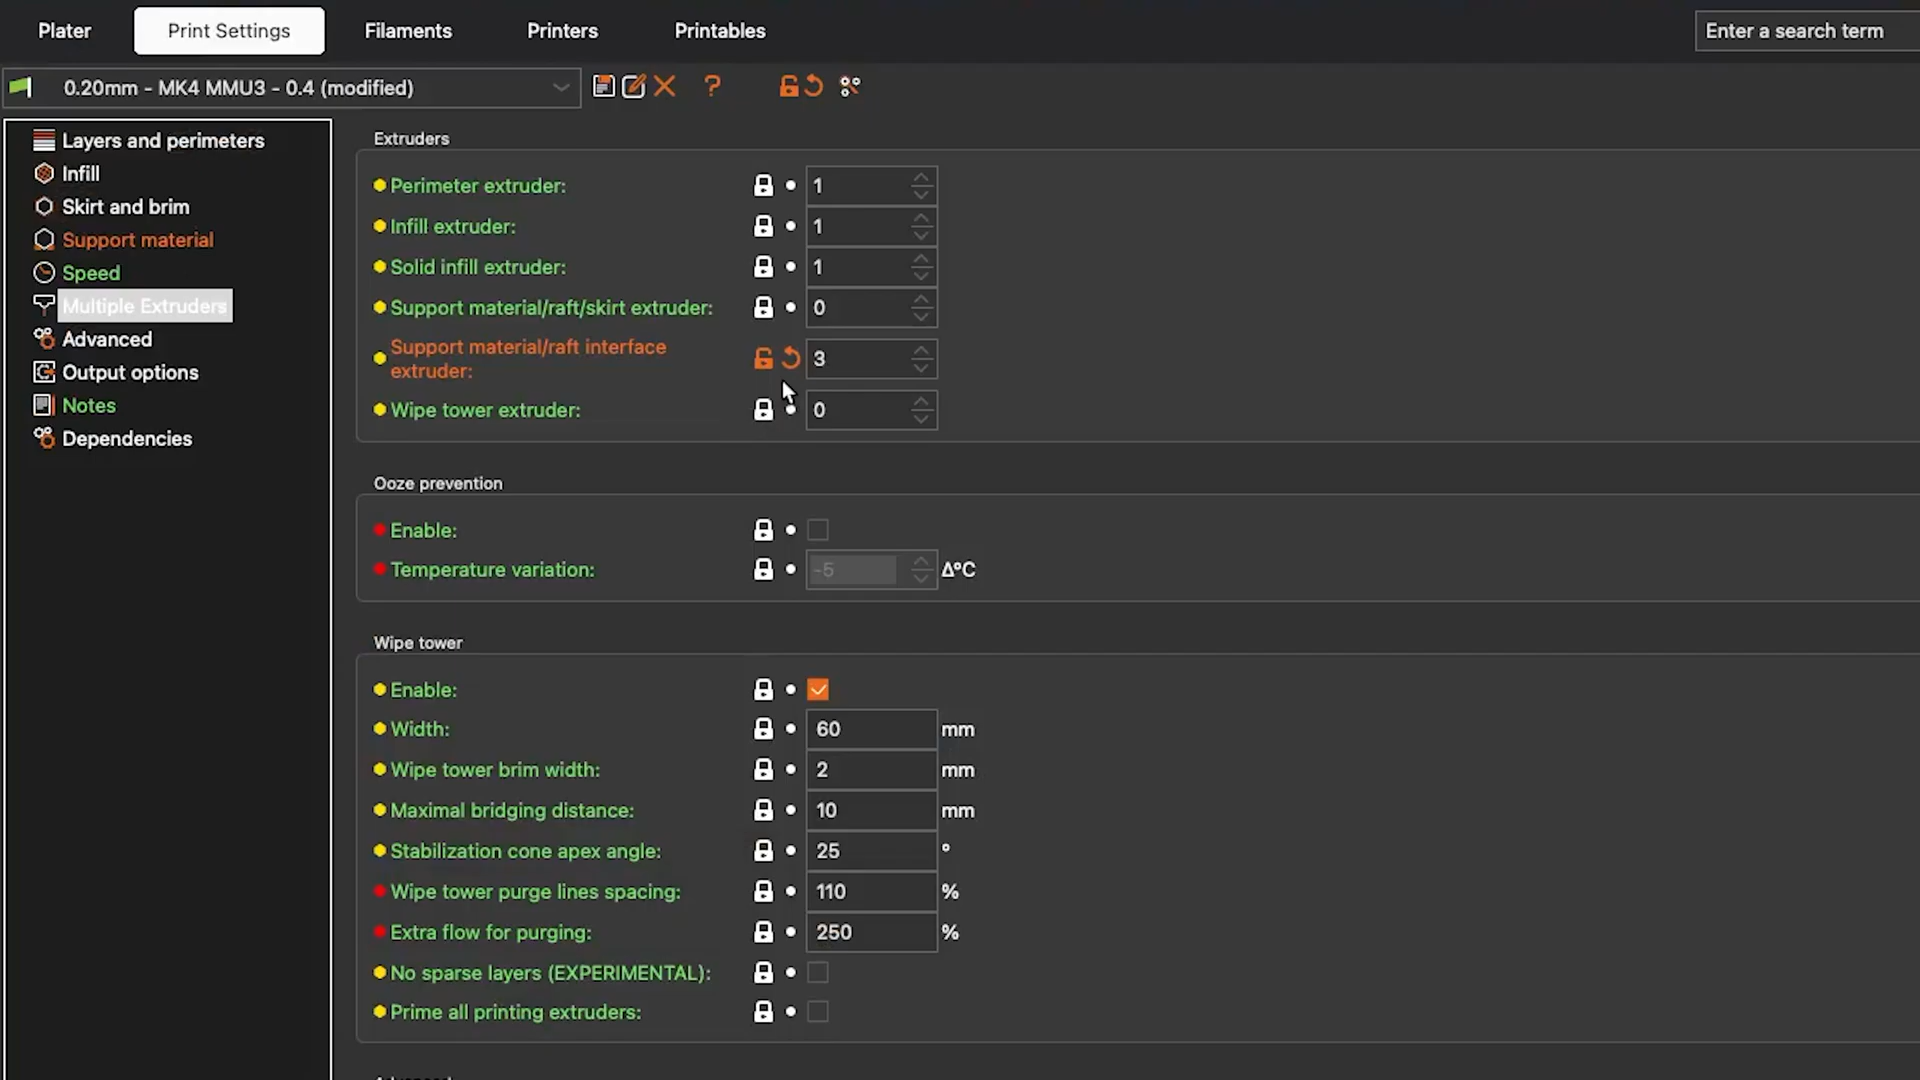 Plater
Print Settings
Filaments
Printers
Printables
Enter a search term
0.20mm - MK4 MMU3 - 0.4 (modified)
?
Layers and perimeters
Infill
Skirt and brim
Support material
Speed
Multiple Extruders
Advanced
Output options
Notes
Dependencies
Extruders
Perimeter extruder: 1
Infill extruder: 1
Solid infill extruder: 1
Support material/raft/skirt extruder: 0
Support material/raft interface
extruder: 3
Wipe tower extruder: 0
Ooze prevention
Enable:
Temperature variation: -5 Δ°C
Wipe tower
Enable:
Width: 60 mm
Wipe tower brim width: 2 mm
Maximal bridging distance: 10 mm
Stabilization cone apex angle: 25 °
Wipe tower purge lines spacing: 110 %
Extra flow for purging: 250 %
No sparse layers (EXPERIMENTAL):
Prime all printing extruders: